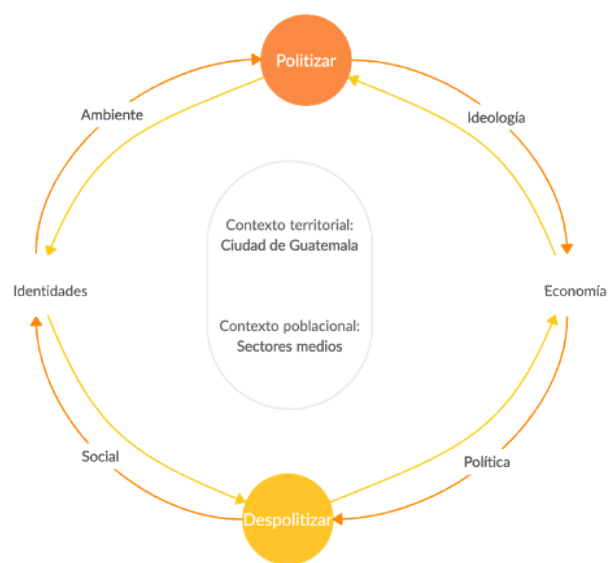 Politizar
Ambiente
Ideología
Contexto territorial:
Ciudad de Guatemala
Identidades
Economía
Contexto poblacional:
Sectores medios
Social
Política
Despolitizar